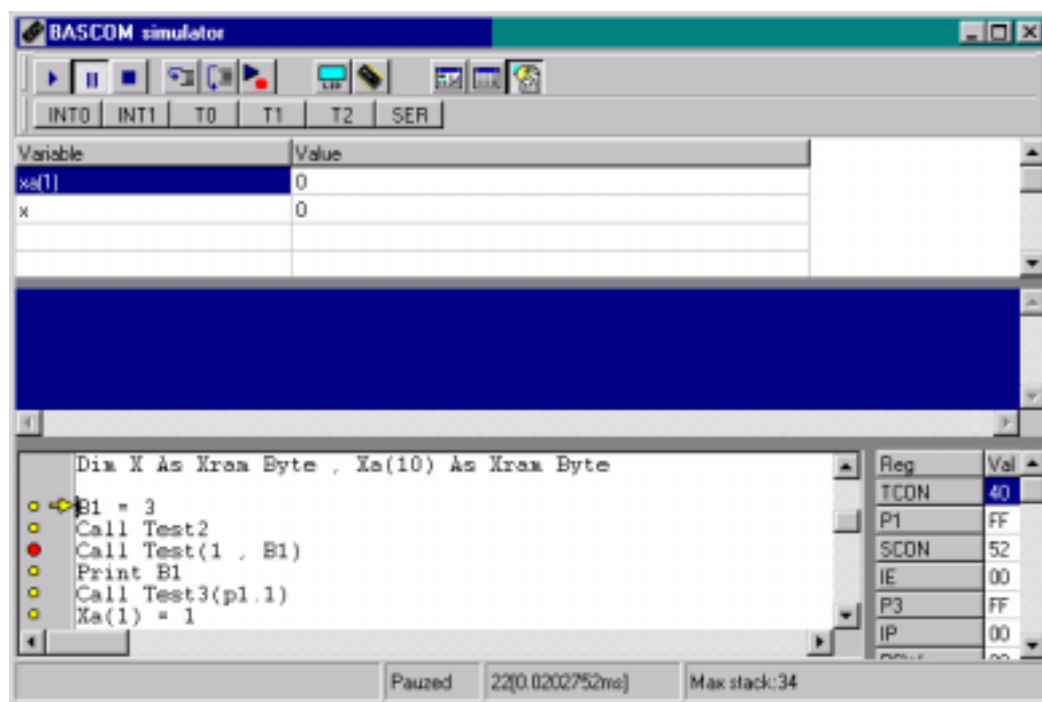 BASCOM simulator
INT0 INT1 T0 T1 T2 SER
Variable Value
xa(1) 0
x 0
Dim X As Xram Byte , Xa(10) As Xram Byte
B1 = 3
Call Test2
Call Test(1 , B1)
Print B1
Call Test3(p1.1)
Xa(1) = 1
Reg Val
TCON 40
P1 FF
SCON 52
IE 00
P3 FF
IP 00
Pauzed 22[0.0202752ms] Max stack:34